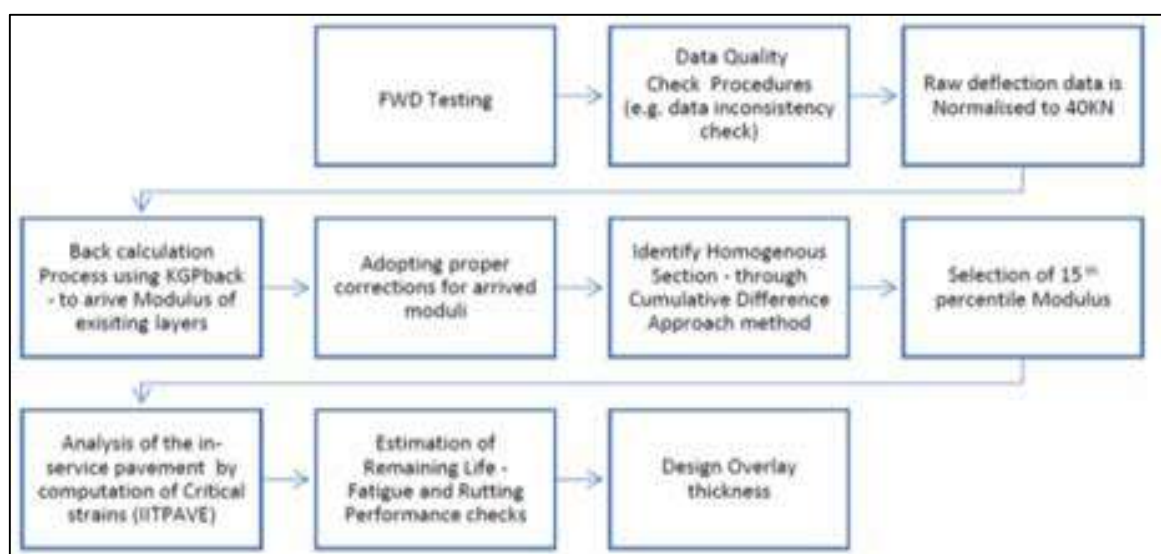 FWD Testing
Data Quality
Check Procedures
(e.g. data inconsistency
check)
Raw deflection data is
Normalised to 40KN
Back calculation
Process using KGPback
- to arive Modulus of
exisiting layers
Adopting proper
corrections for arrived
moduli
Identify Homogenous
Section - through
Cumulative Difference
Approach method
Selection of 15th
percentile Modulus
Analysis of the in-
service pavement by
computation of Critical
strains (IITPAVE)
Estimation of
Remaining Life -
Fatigue and Rutting
Performance checks
Design Overlay
thickness